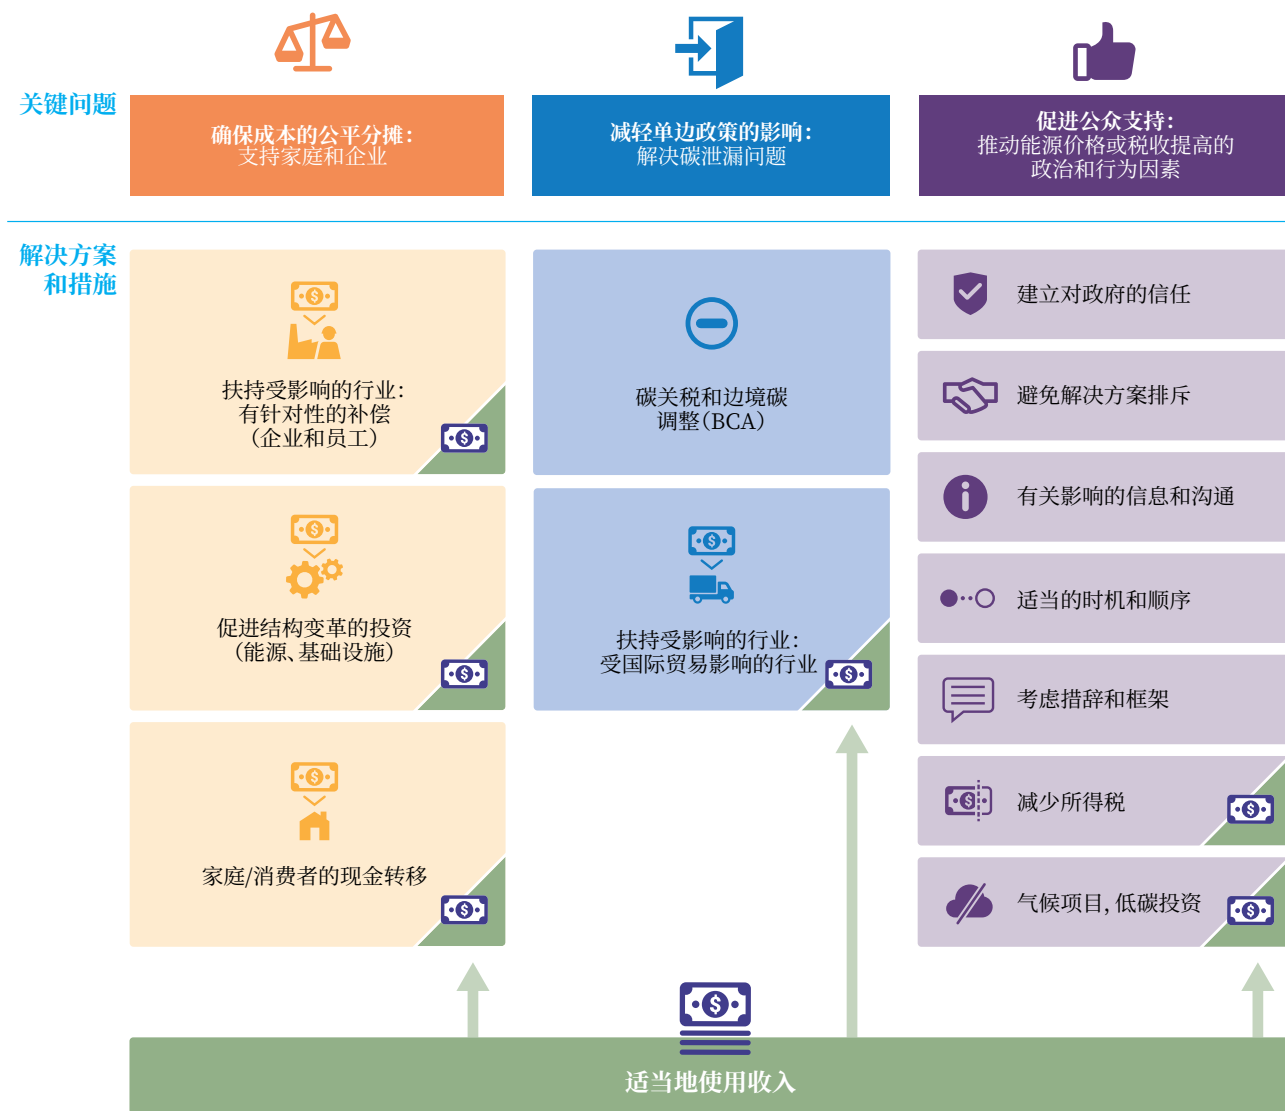 关键问题
确保成本的公平分摊：
支持家庭和企业
减轻单边政策的影响：
解决碳泄漏问题
促进公众支持：
推动能源价格或税收提高的
政治和行为因素
解决方案
和措施
扶持受影响的行业：
有针对性的补偿
（企业和员工）
促进结构变革的投资
（能源、基础设施）
家庭/消费者的现金转移
碳关税和边境碳
调整（BCA）
扶持受影响的行业：
受国际贸易影响的行业
建立对政府的信任
避免解决方案排斥
有关影响的信息和沟通
适当的时机和顺序
考虑措辞和框架
减少所得税
气候项目，低碳投资
适当地使用收入